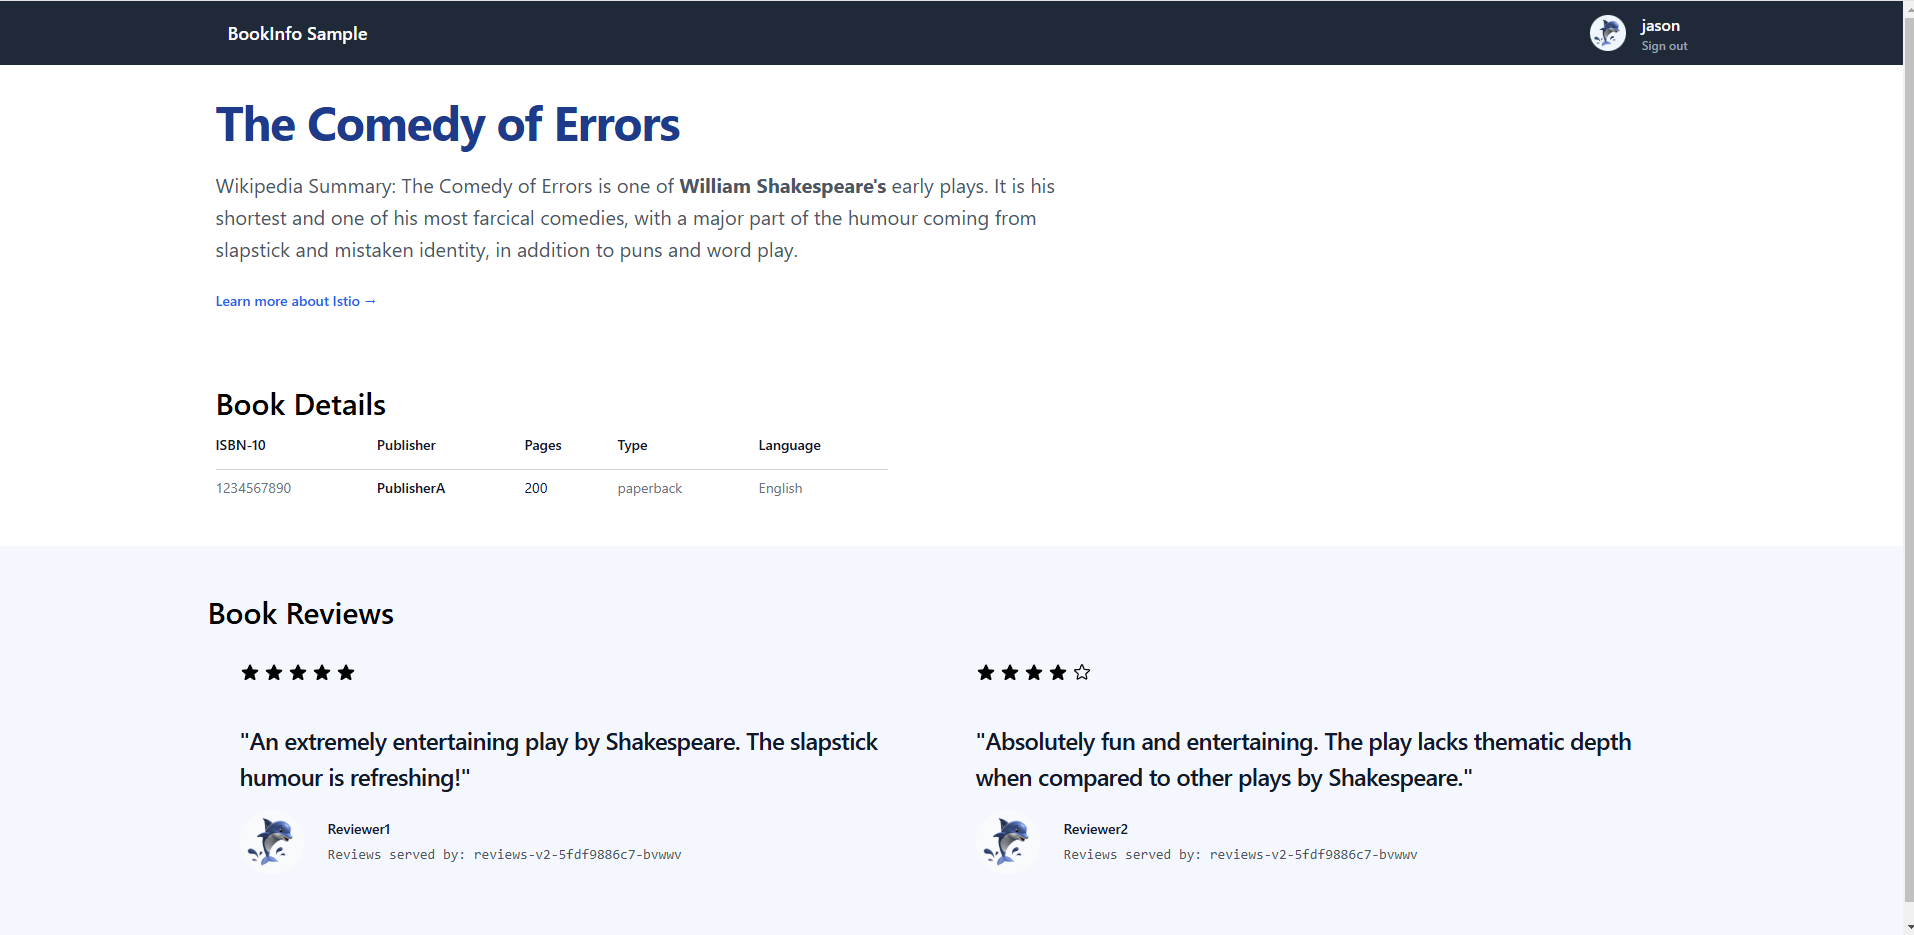 BookInfo Sample
jason
Sign out
The Comedy of Errors
Wikipedia Summary: The Comedy of Errors is one of William Shakespeare's early plays. It is his
shortest and one of his most farcical comedies, with a major part of the humour coming from
slapstick and mistaken identity, in addition to puns and word play.
Learn more about Istio →
Book Details
ISBN-10 Publisher Pages Type Language
1234567890 PublisherA 200 paperback English
Book Reviews
"An extremely entertaining play by Shakespeare. The slapstick
humour is refreshing!"
Reviewer1
Reviews served by: reviews-v2-5fdf9886c7-bvwwv
"Absolutely fun and entertaining. The play lacks thematic depth
when compared to other plays by Shakespeare."
Reviewer2
Reviews served by: reviews-v2-5fdf9886c7-bvwwv